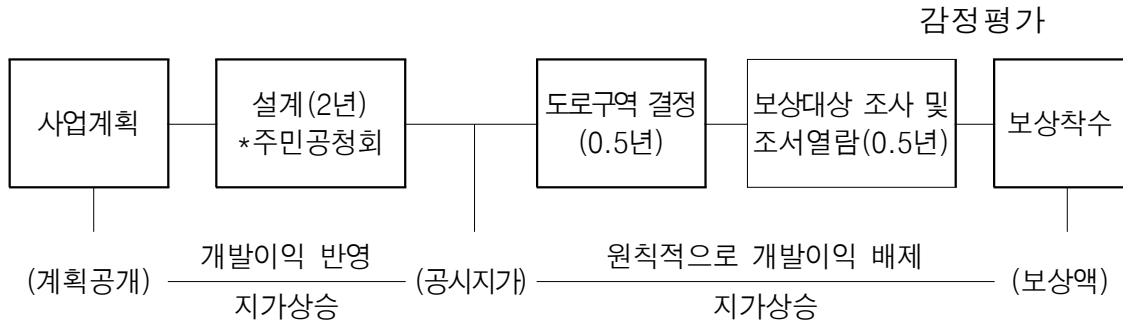 감정평가
사업계획
설계(2년)
*주민공청회
도로구역 결정
(0.5년)
보상대상 조사 및
조서열람(0.5년)
보상착수
(계획공개)
개발이익 반영
지가상승
(공시지가)
원칙적으로 개발이익 배제
지가상승
(보상액)